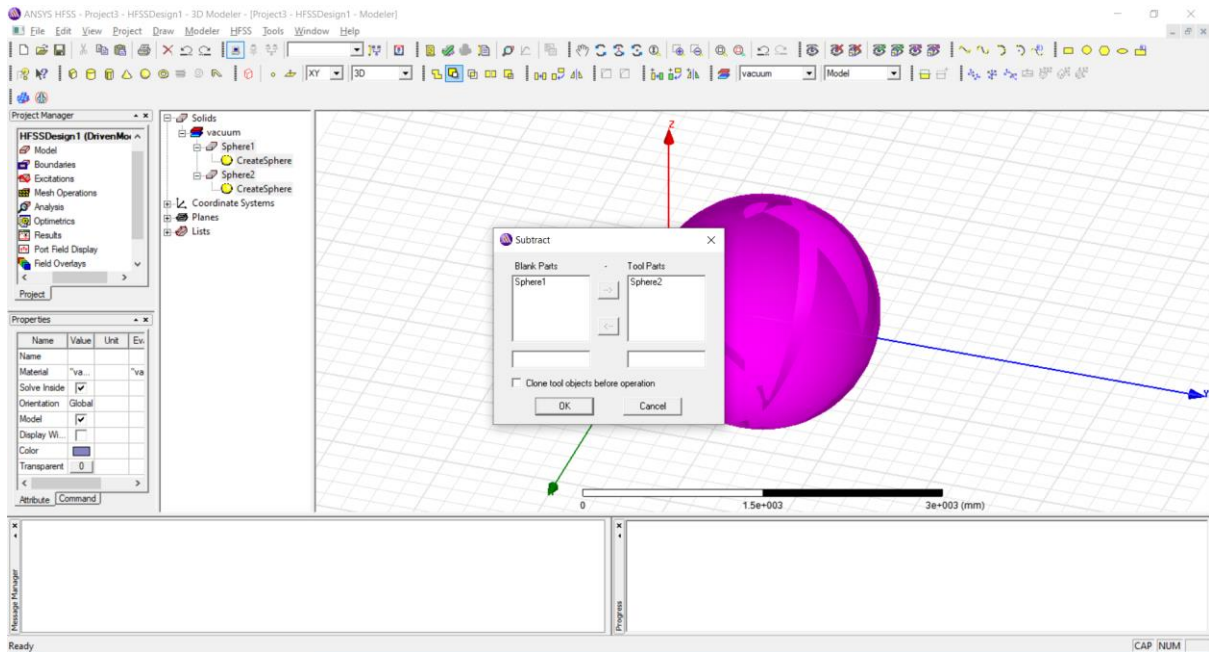 ANSYS HFSS - Project3 - HFSSDesign1 - 3D Modeler - [Project3 - HFSSDesign1 - Modeler]
File Edit View Project Draw Modeler HFSS Tools Window Help
XY 3D vacuum Model
Project Manager
HFSSDesign1 (DrivenMo
Model
Boundaries
Excitations
Mesh Operations
Analysis
Optimetrics
Results
Port Field Display
Field Overlays
Project
Solids
vacuum
Sphere1
CreateSphere
Sphere2
CreateSphere
Coordinate Systems
Planes
Lists
Properties
Name Value Unit Ev
Name
Material "va... "va
Solve Inside
Orientation Global
Model
Display Wi...
Color
Transparent 0
Attribute Command
Z
Y
Subtract
Blank Parts - Tool Parts
Sphere1 Sphere2
Clone tool objects before operation
OK Cancel
0 1.5e+003 3e+003 (mm)
Message Manager
Progress
Ready CAP NUM